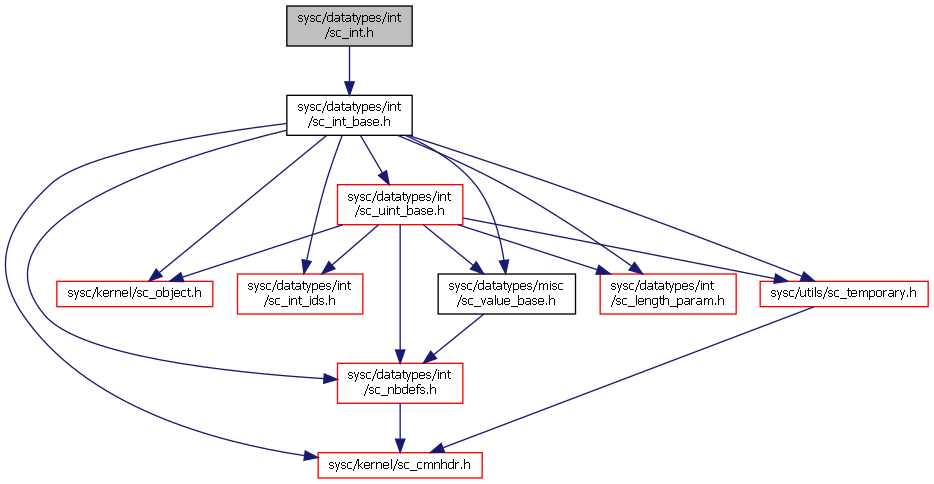 sysc/datatypes/int
/sc_int.h
sysc/datatypes/int
/sc_int_base.h
sysc/datatypes/int
/sc_uint_base.h
sysc/kernel/sc_object.h
sysc/datatypes/int
/sc_int_ids.h
sysc/datatypes/misc
/sc_value_base.h
sysc/datatypes/int
/sc_length_param.h
sysc/utils/sc_temporary.h
sysc/datatypes/int
/sc_nbdefs.h
sysc/kernel/sc_cmnhdr.h